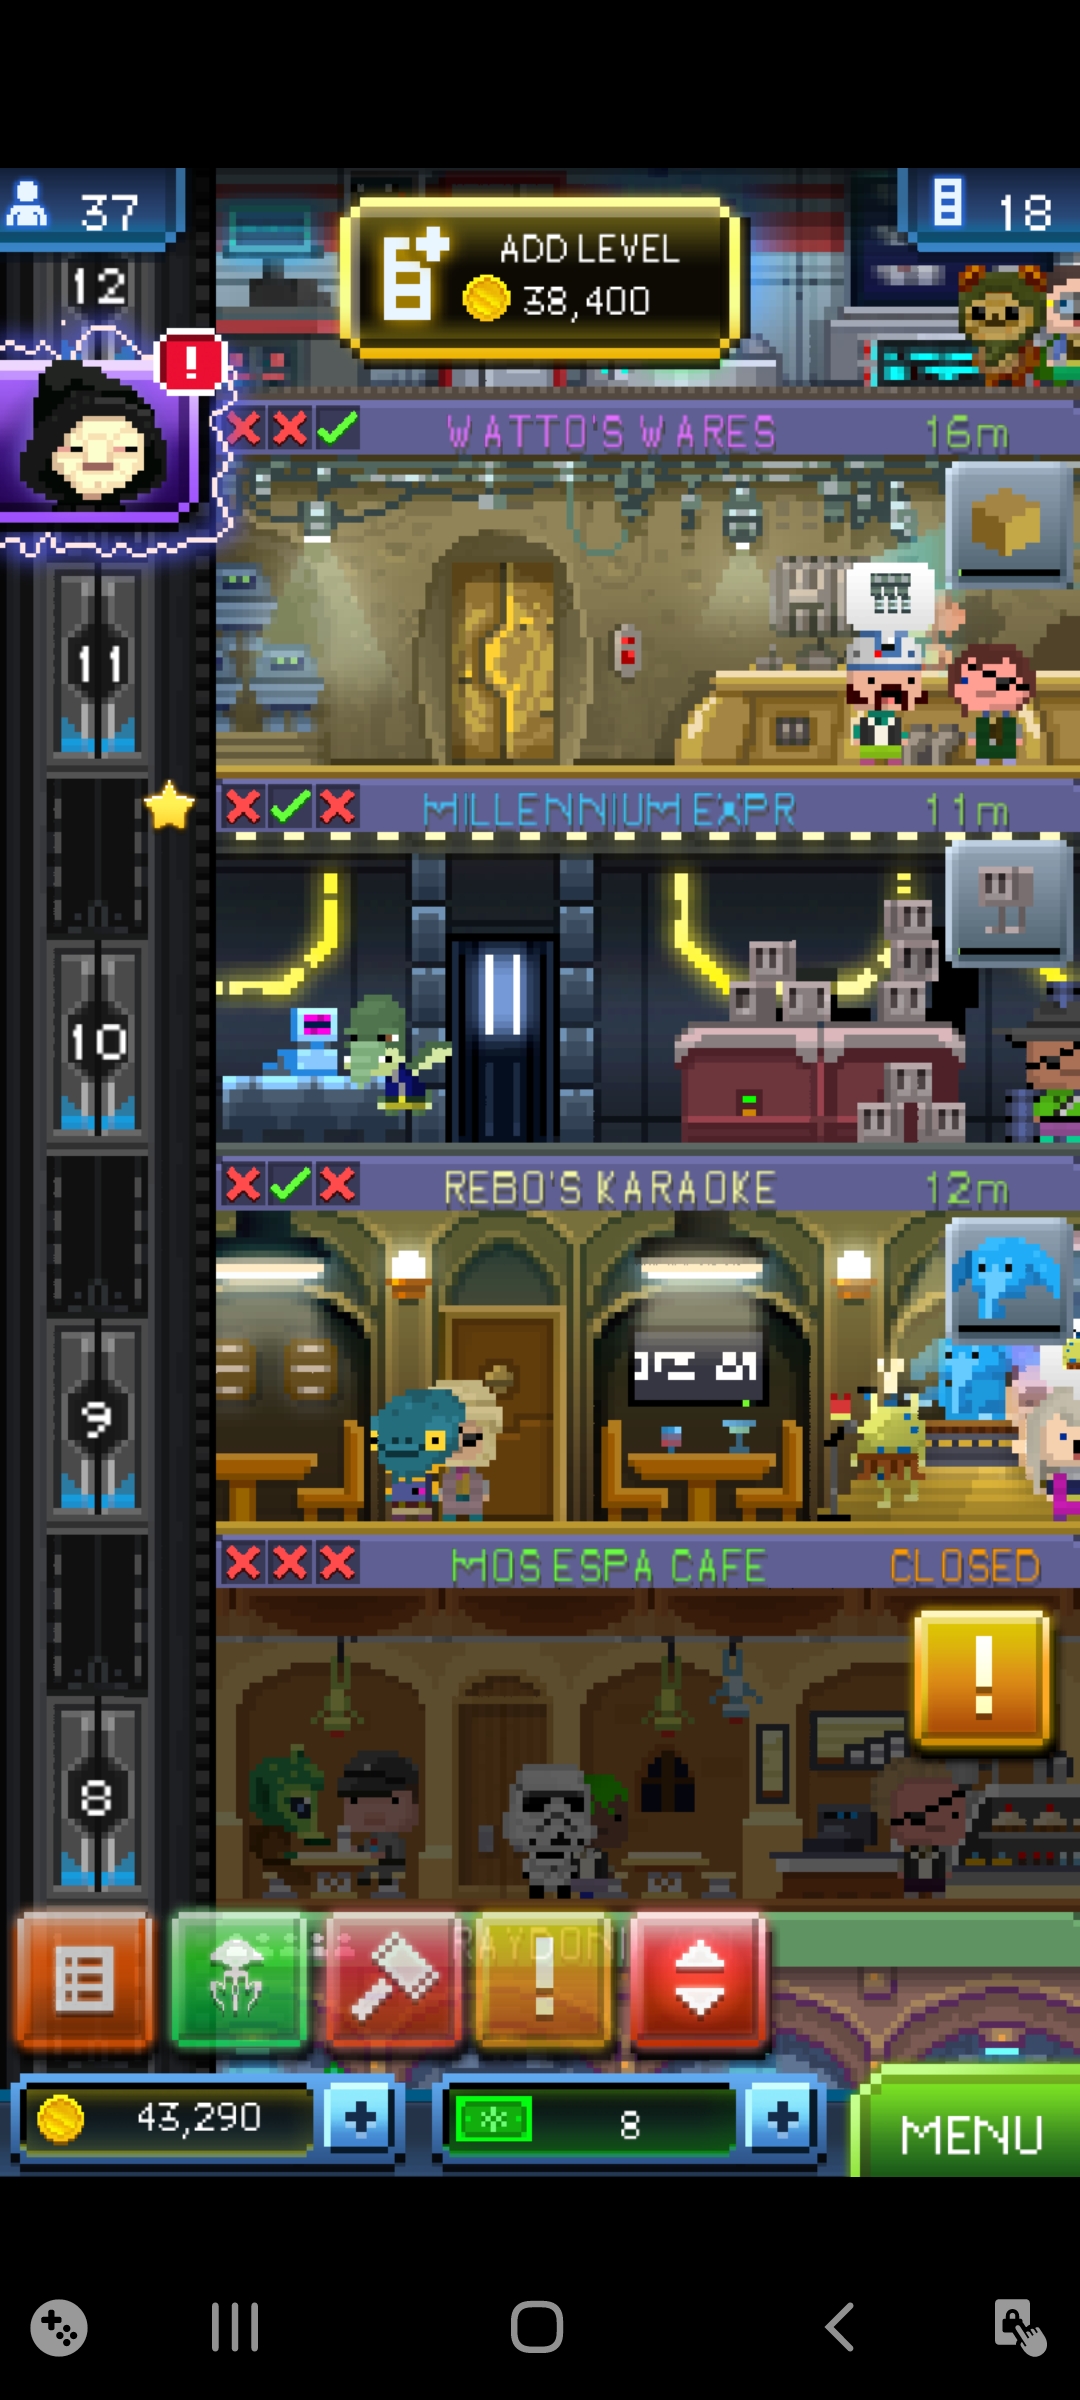 37
ADD LEVEL
38,400
18
12
WATTO'S WARES
16m
11
MILLENNIUM EXPR
11m
10
REBO'S KARAOKE
12m
9
MOS ESPA CAFE
CLOSED
8
43,290
8
MENU